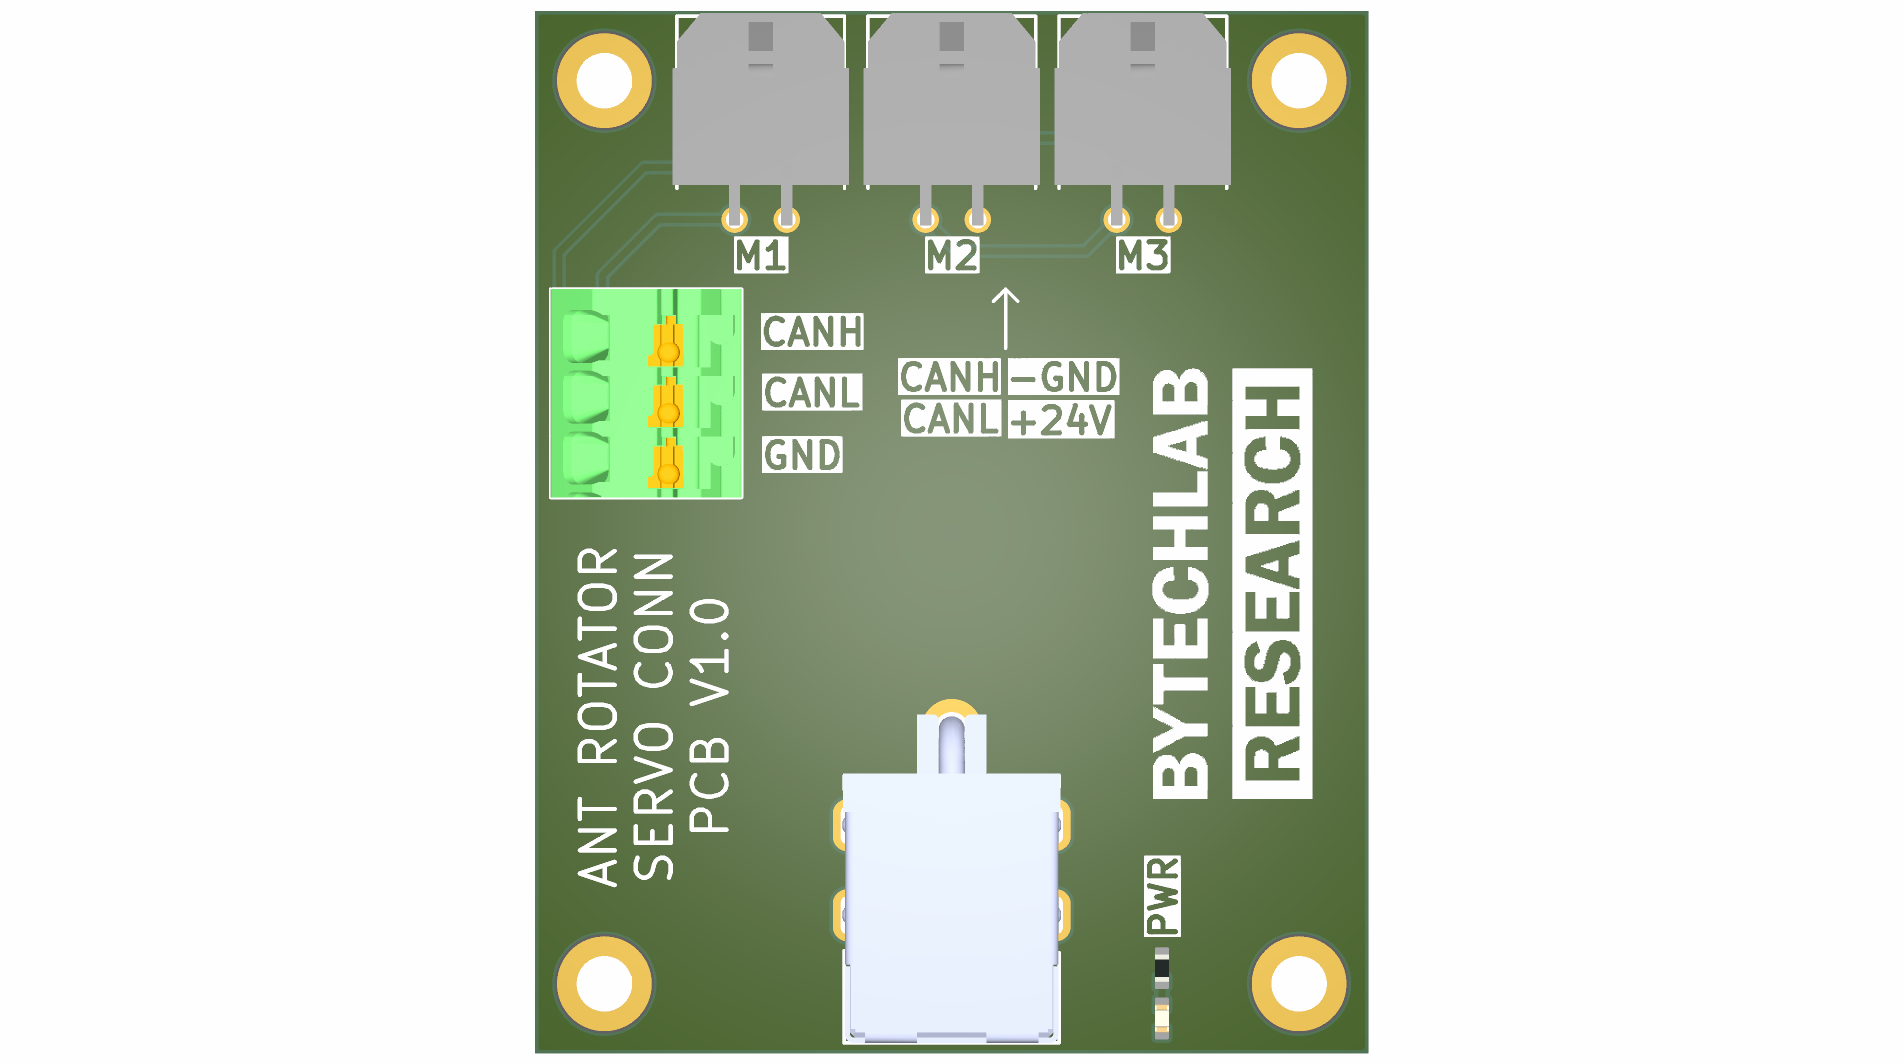 M1 M2 M3
CANH
CANL
GND
CANH -GND
CANL +24V
ANT ROTATOR
SERVO CONN
PCB V1.0
BYTECHLAB
RESEARCH
PWR